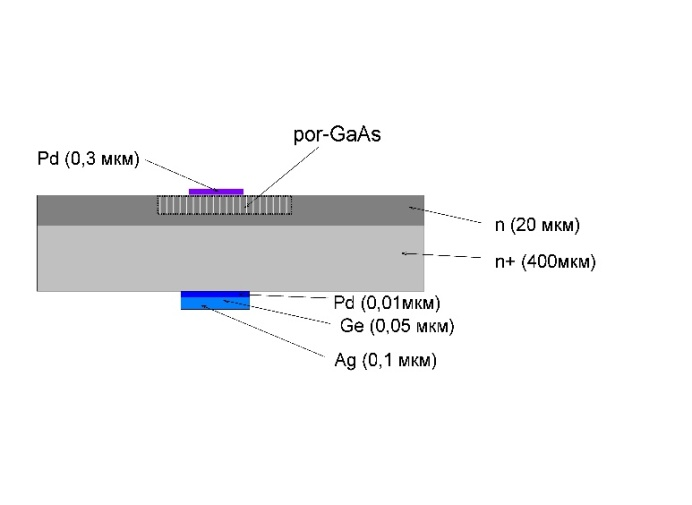 por-GaAs
Pd (0,3 мкм)
n (20 мкм)
n+ (400мкм)
Pd (0,01мкм)
Ge (0,05 мкм)
Ag (0,1 мкм)